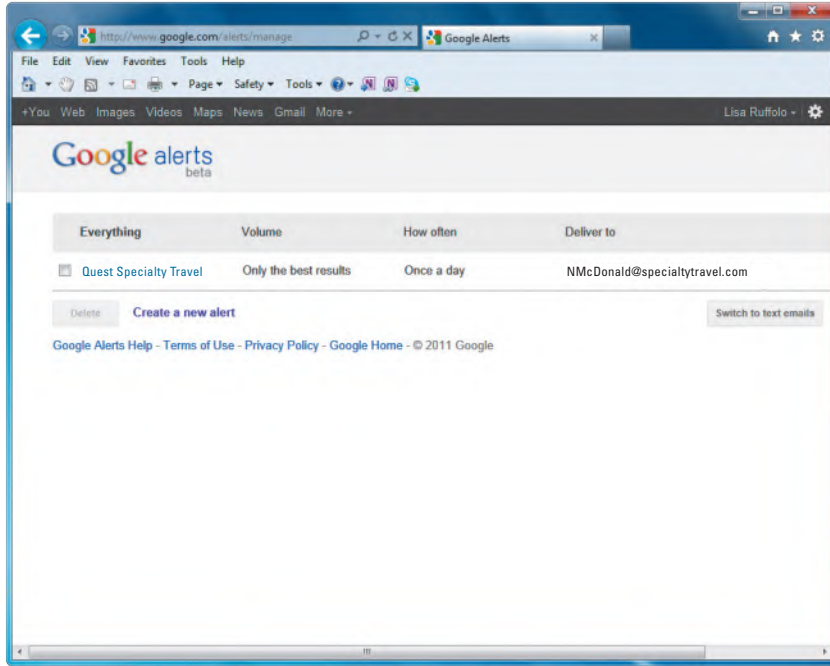 http://www.google.com/alerts/manage Google Alerts
File Edit View Favorites Tools Help
Page Safety Tools
+You Web Images Videos Maps News Gmail More Lisa Ruffolo
Google alerts
beta
Everything Volume How often Deliver to
Quest Specialty Travel Only the best results Once a day NMcDonald@specialtytravel.com
Delete Create a new alert Switch to text emails
Google Alerts Help - Terms of Use - Privacy Policy - Google Home - © 2011 Google